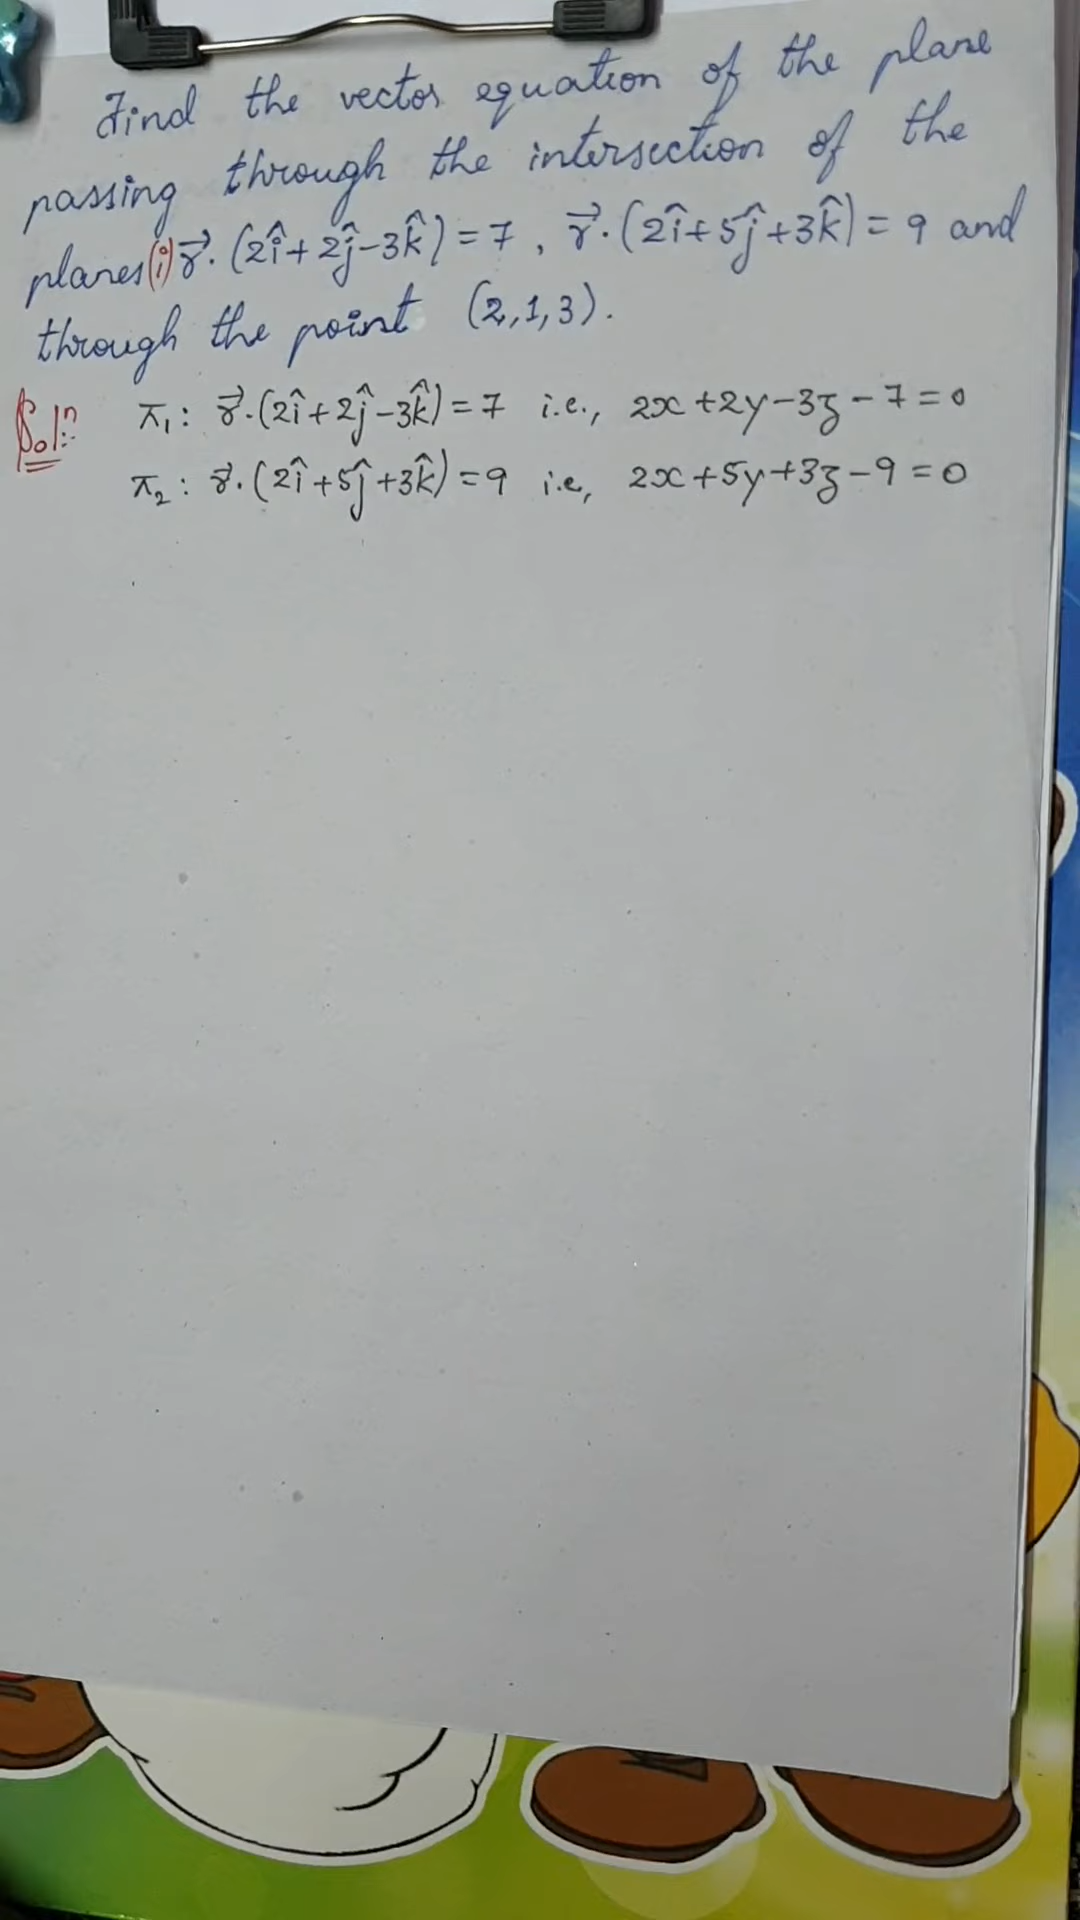 Find the vector equation of the plane
passing through the intersection of the
planes (i) r⃗.(2î+2ĵ-3k̂)=7, r⃗.(2î+5ĵ+3k̂)=9 and
through the point (2,1,3).
Sol:n π₁: r⃗.(2î+2ĵ-3k̂)=7 i.e., 2x+2y-3z-7=0
π₂: r⃗.(2î+5ĵ+3k̂)=9 i.e, 2x+5y+3z-9=0